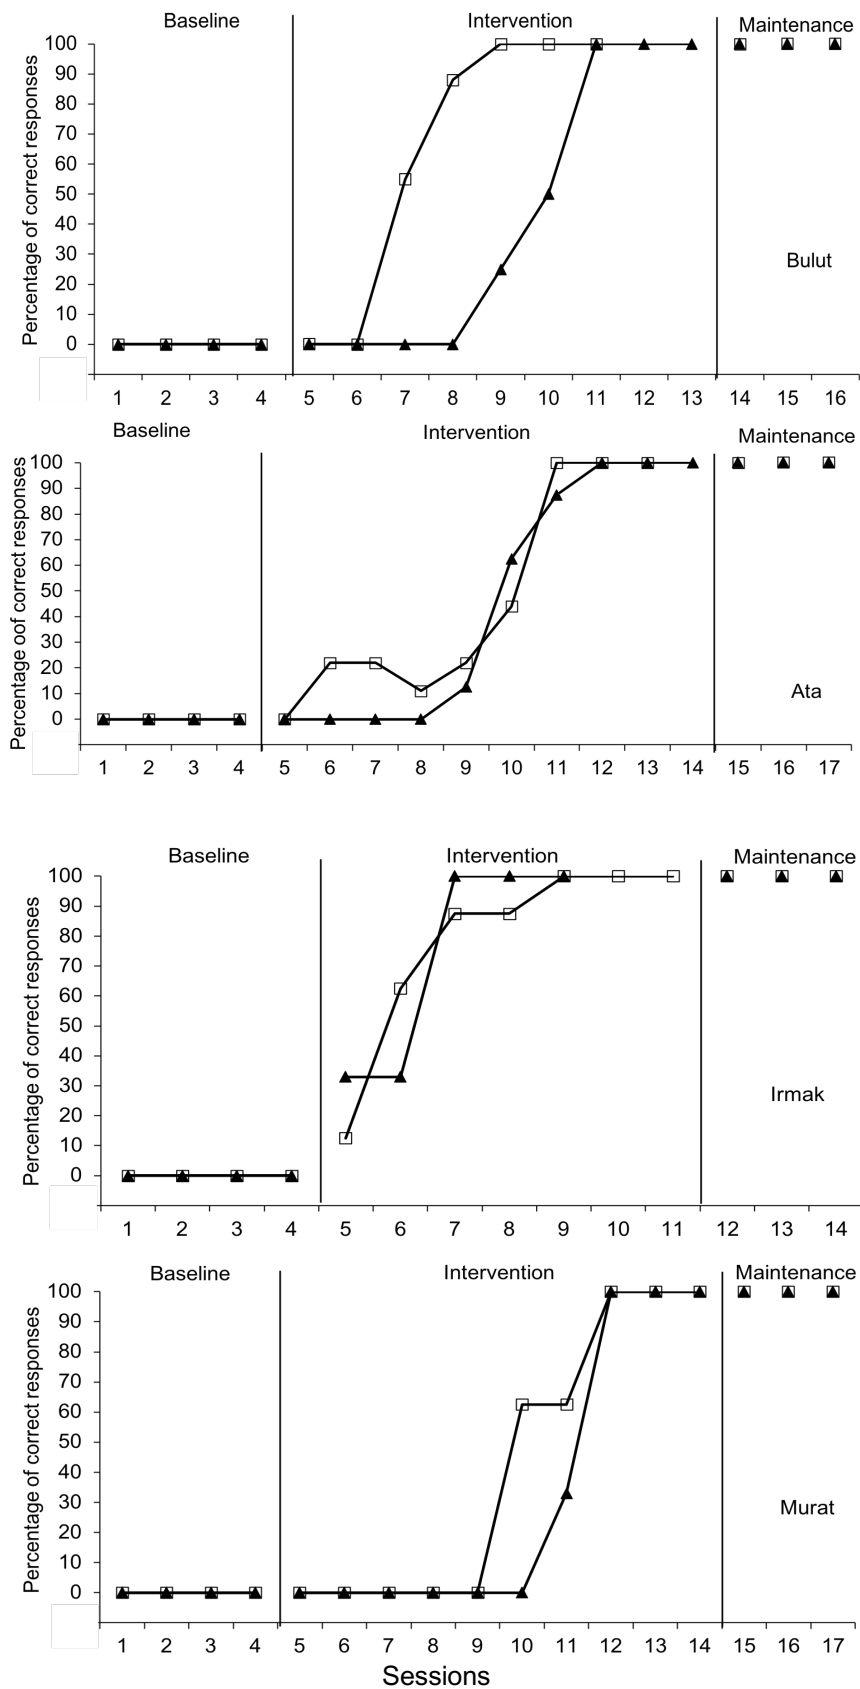 Baseline Intervention Maintenance
Percentage of correct responses
100
90
80
70
60
50
40
30
20
10
0
1 2 3 4 5 6 7 8 9 10 11 12 13 14 15 16
Bulut
Baseline Intervention Maintenance
Percentage oof correct responses
100
90
80
70
60
50
40
30
20
10
0
1 2 3 4 5 6 7 8 9 10 11 12 13 14 15 16 17
Ata
Baseline Intervention Maintenance
Percentage of correct responses
100
90
80
70
60
50
40
30
20
10
0
1 2 3 4 5 6 7 8 9 10 11 12 13 14
Irmak
Baseline Intervention Maintenance
Percentage of correct responses
100
90
80
70
60
50
40
30
20
10
0
1 2 3 4 5 6 7 8 9 10 11 12 13 14 15 16 17
Murat
Sessions